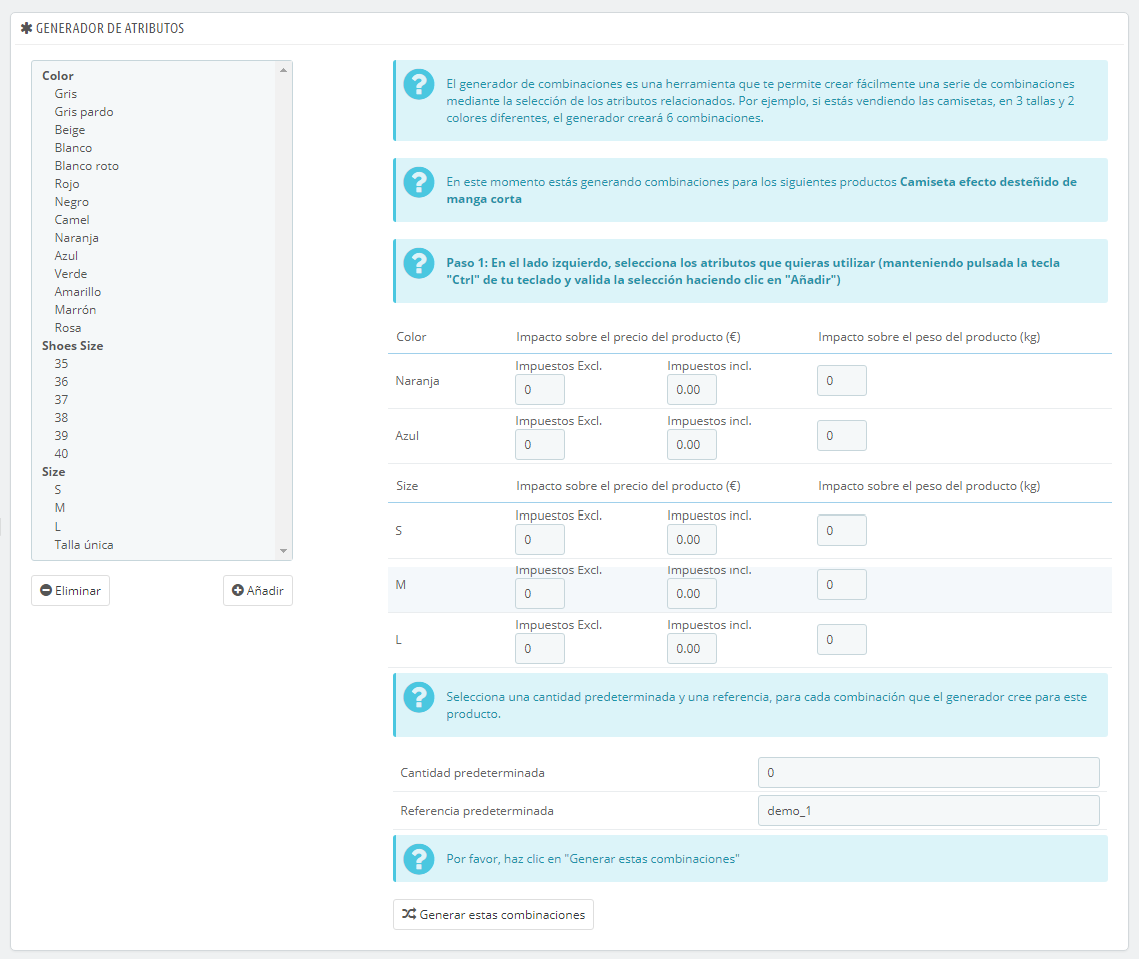 GENERADOR DE ATRIBUTOS
Color
Gris
Gris pardo
Beige
Blanco
Blanco roto
Rojo
Negro
Camel
Naranja
Azul
Verde
Amarillo
Marrón
Rosa
Shoes Size
35
36
37
38
39
40
Size
S
M
L
Talla única
Eliminar
Añadir
El generador de combinaciones es una herramienta que te permite crear fácilmente una serie de combinaciones
mediante la selección de los atributos relacionados. Por ejemplo, si estás vendiendo las camisetas, en 3 tallas y 2
colores diferentes, el generador creará 6 combinaciones.
En este momento estás generando combinaciones para los siguientes productos Camiseta efecto desteñido de
manga corta
Paso 1: En el lado izquierdo, selecciona los atributos que quieras utilizar (manteniendo pulsada la tecla
"Ctrl" de tu teclado y valida la selección haciendo clic en "Añadir")
Color Impacto sobre el precio del producto (€) Impacto sobre el peso del producto (kg)
Impuestos Excl. Impuestos incl.
Naranja 0 0.00 0
Impuestos Excl. Impuestos incl.
Azul 0 0.00 0
Size Impacto sobre el precio del producto (€) Impacto sobre el peso del producto (kg)
Impuestos Excl. Impuestos incl.
S 0 0.00 0
Impuestos Excl. Impuestos incl.
M 0 0.00 0
Impuestos Excl. Impuestos incl.
L 0 0.00 0
Selecciona una cantidad predeterminada y una referencia, para cada combinación que el generador cree para este
producto.
Cantidad predeterminada 0
Referencia predeterminada demo_1
Por favor, haz clic en "Generar estas combinaciones"
Generar estas combinaciones